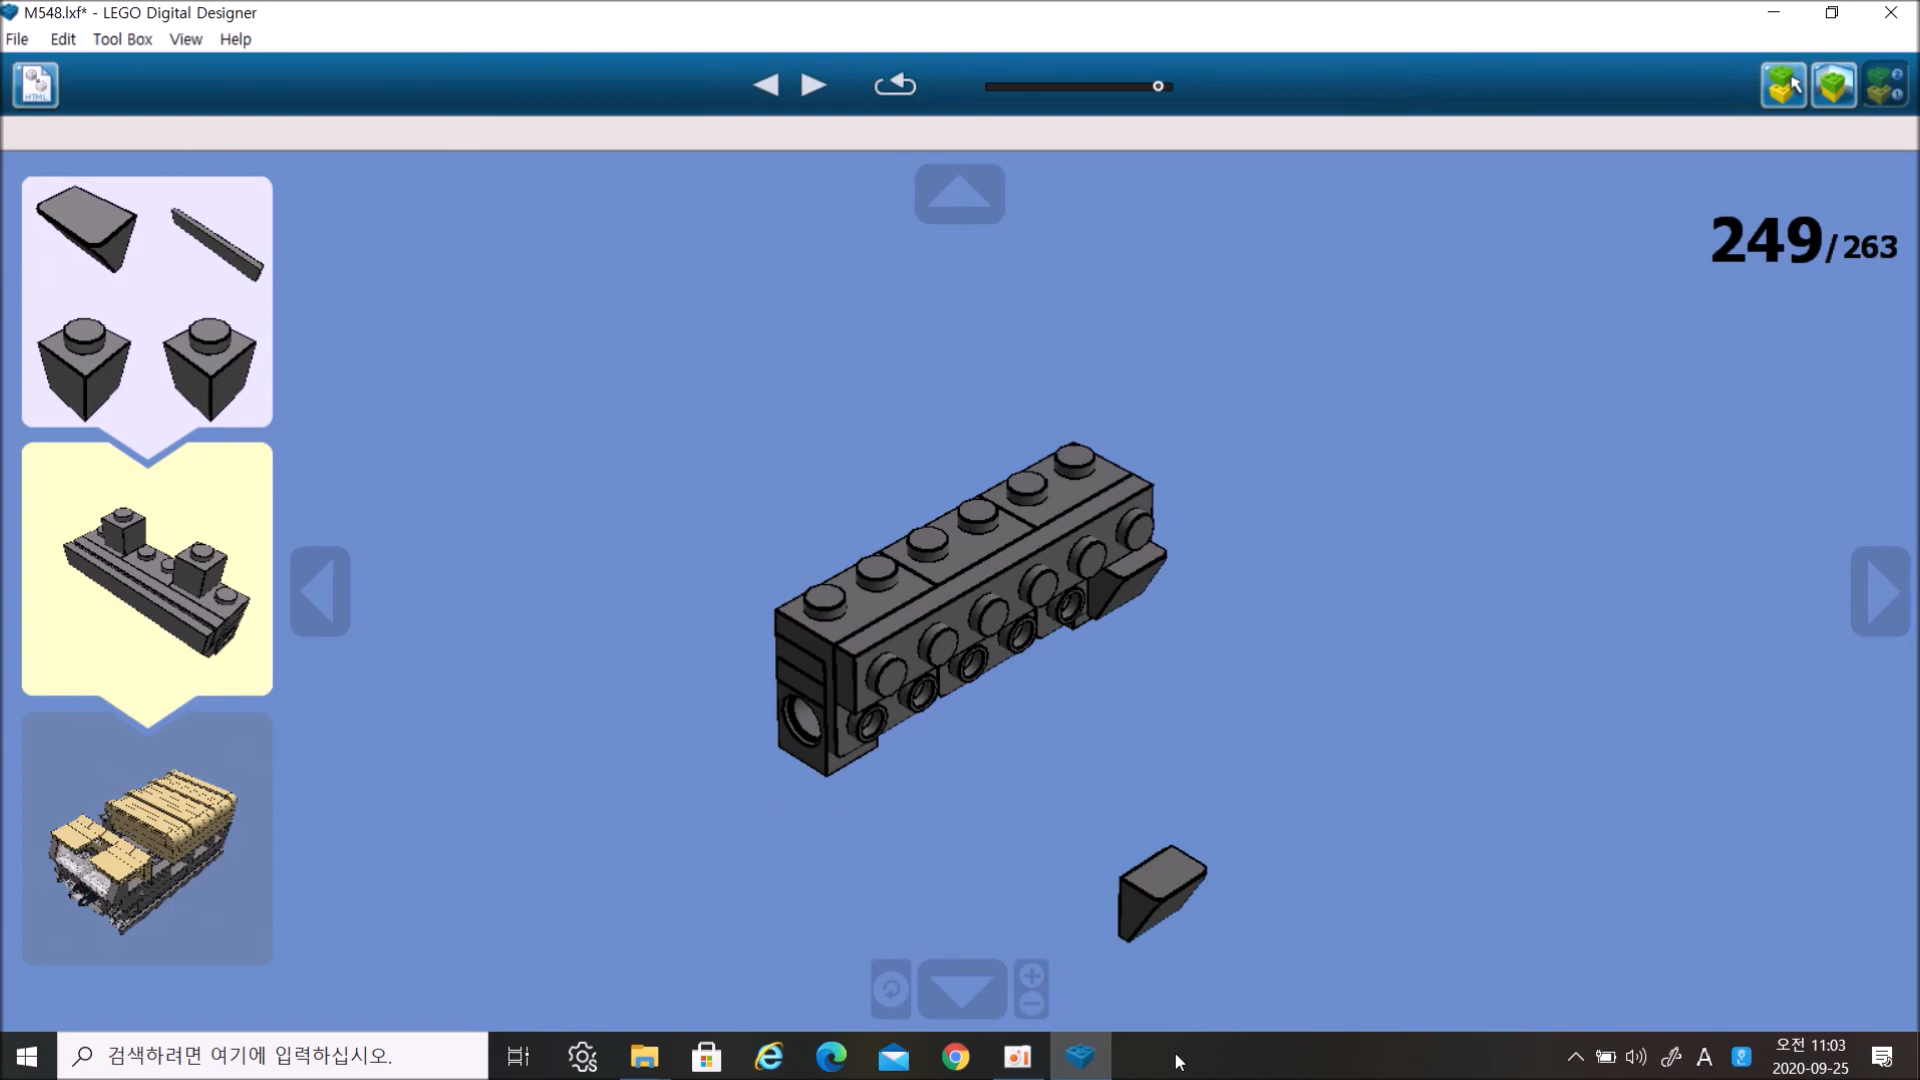 M548.lxf* - LEGO Digital Designer
File Edit Tool Box View Help
HTML
249/263
검색하려면 여기에 입력하십시오.
A
오전 11:03
2020-09-25